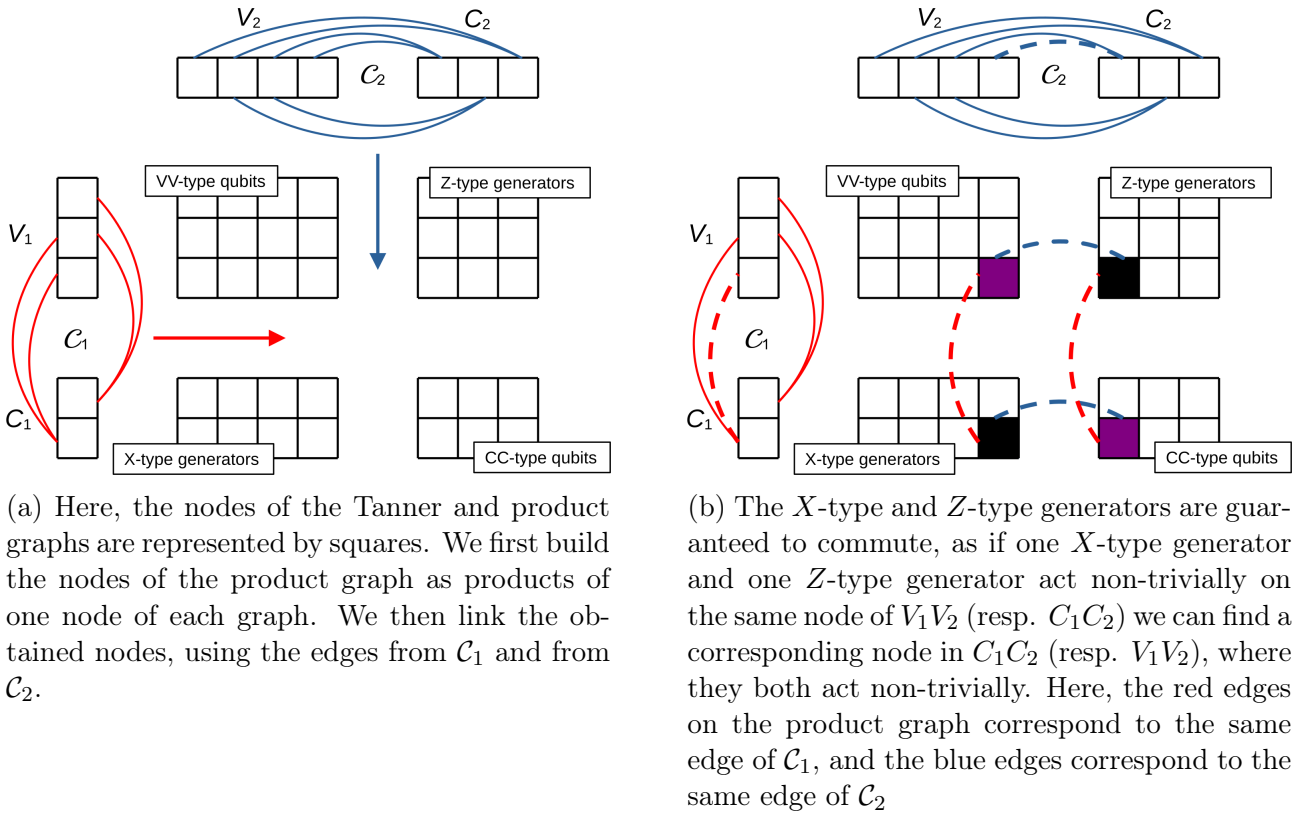 V₂ C₂
𝒞₂
VV-type qubits
Z-type generators
V₁
𝒞₁
C₁
X-type generators
CC-type qubits
(a) Here, the nodes of the Tanner and product
graphs are represented by squares. We first build
the nodes of the product graph as products of
one node of each graph. We then link the ob-
tained nodes, using the edges from 𝒞₁ and from
𝒞₂.
V₂ C₂
𝒞₂
VV-type qubits
Z-type generators
V₁
𝒞₁
C₁
X-type generators
CC-type qubits
(b) The X-type and Z-type generators are guar-
anteed to commute, as if one X-type generator
and one Z-type generator act non-trivially on
the same node of V₁V₂ (resp. C₁C₂) we can find a
corresponding node in C₁C₂ (resp. V₁V₂), where
they both act non-trivially. Here, the red edges
on the product graph correspond to the same
edge of 𝒞₁, and the blue edges correspond to the
same edge of 𝒞₂